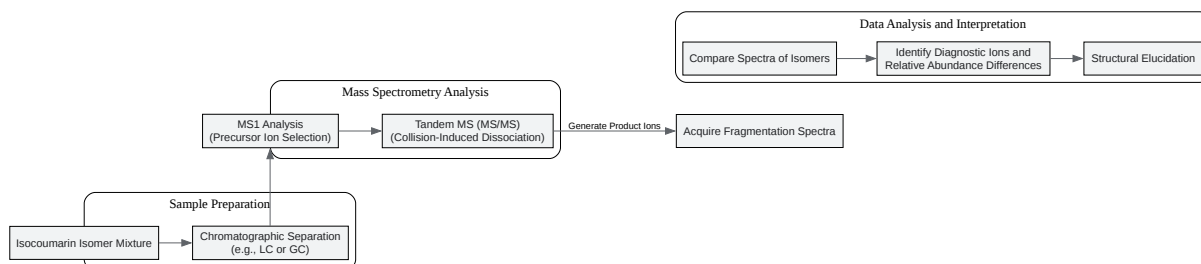 Data Analysis and Interpretation
Compare Spectra of Isomers
Identify Diagnostic Ions and
Relative Abundance Differences
Structural Elucidation
Mass Spectrometry Analysis
MS1 Analysis
(Precursor Ion Selection)
Tandem MS (MS/MS)
(Collision-Induced Dissociation)
Generate Product Ions
Acquire Fragmentation Spectra
Sample Preparation
Isocoumarin Isomer Mixture
Chromatographic Separation
(e.g., LC or GC)